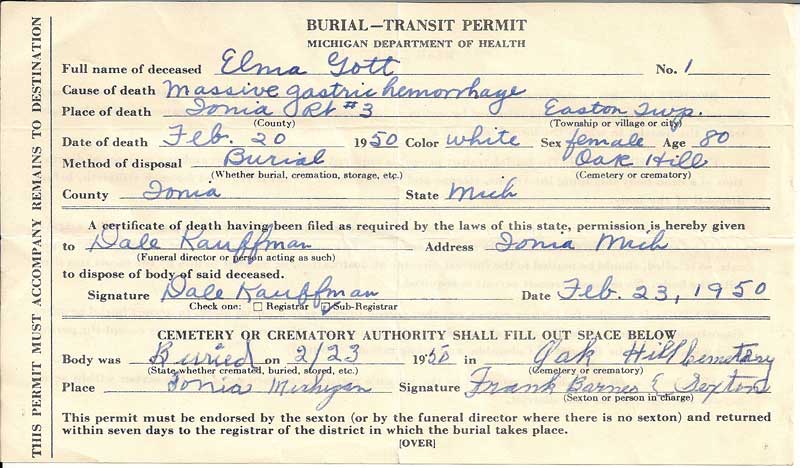 BURIAL—TRANSIT PERMIT
MICHIGAN DEPARTMENT OF HEALTH
Full name of deceased Elma Gott No. 1
Cause of death Massive gastric hemorrhage
Place of death Ionia Rt #3 Easton Twp.
(County) (Township or village or city)
Date of death Feb. 20 1950 Color white Sex female Age 80
Method of disposal Burial Oak Hill
(Whether burial, cremation, storage, etc.) (Cemetery or crematory)
County Ionia State Mich
A certificate of death having been filed as required by the laws of this state, permission is hereby given
to Dale Kauffman Address Ionia Mich
(Funeral director or person acting as such)
to dispose of body of said deceased.
Signature Dale Kauffman Date Feb. 23, 1950
Check one: Registrar Sub-Registrar
CEMETERY OR CREMATORY AUTHORITY SHALL FILL OUT SPACE BELOW
Body was Buried on 2/23 1950 in Oak Hill Cemetary
(State whether cremated, buried, stored, etc.) (Cemetery or crematory)
Place Ionia Michigan Signature Frank Barnes Sexton
(Sexton or person in charge)
This permit must be endorsed by the sexton (or by the funeral director where there is no sexton) and returned
within seven days to the registrar of the district in which the burial takes place.
[OVER]
THIS PERMIT MUST ACCOMPANY REMAINS TO DESTINATION